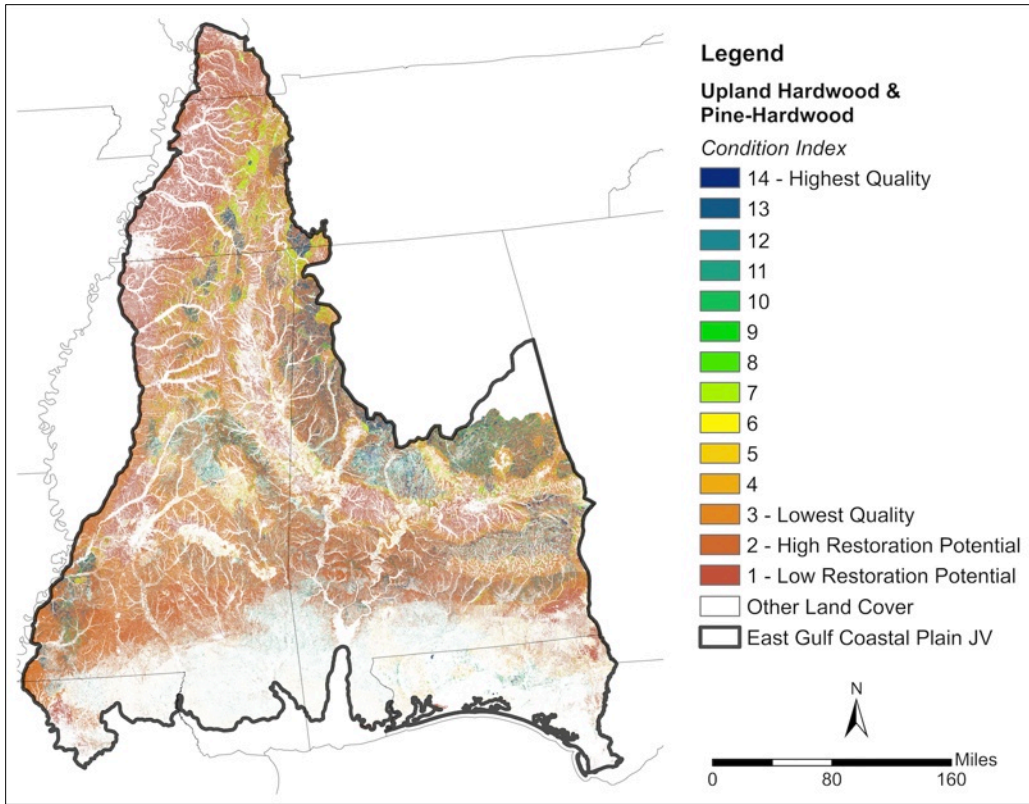 Legend
Upland Hardwood &
Pine-Hardwood
Condition Index
14 - Highest Quality
13
12
11
10
9
8
7
6
5
4
3 - Lowest Quality
2 - High Restoration Potential
1 - Low Restoration Potential
Other Land Cover
East Gulf Coastal Plain JV
N
Miles
0 80 160